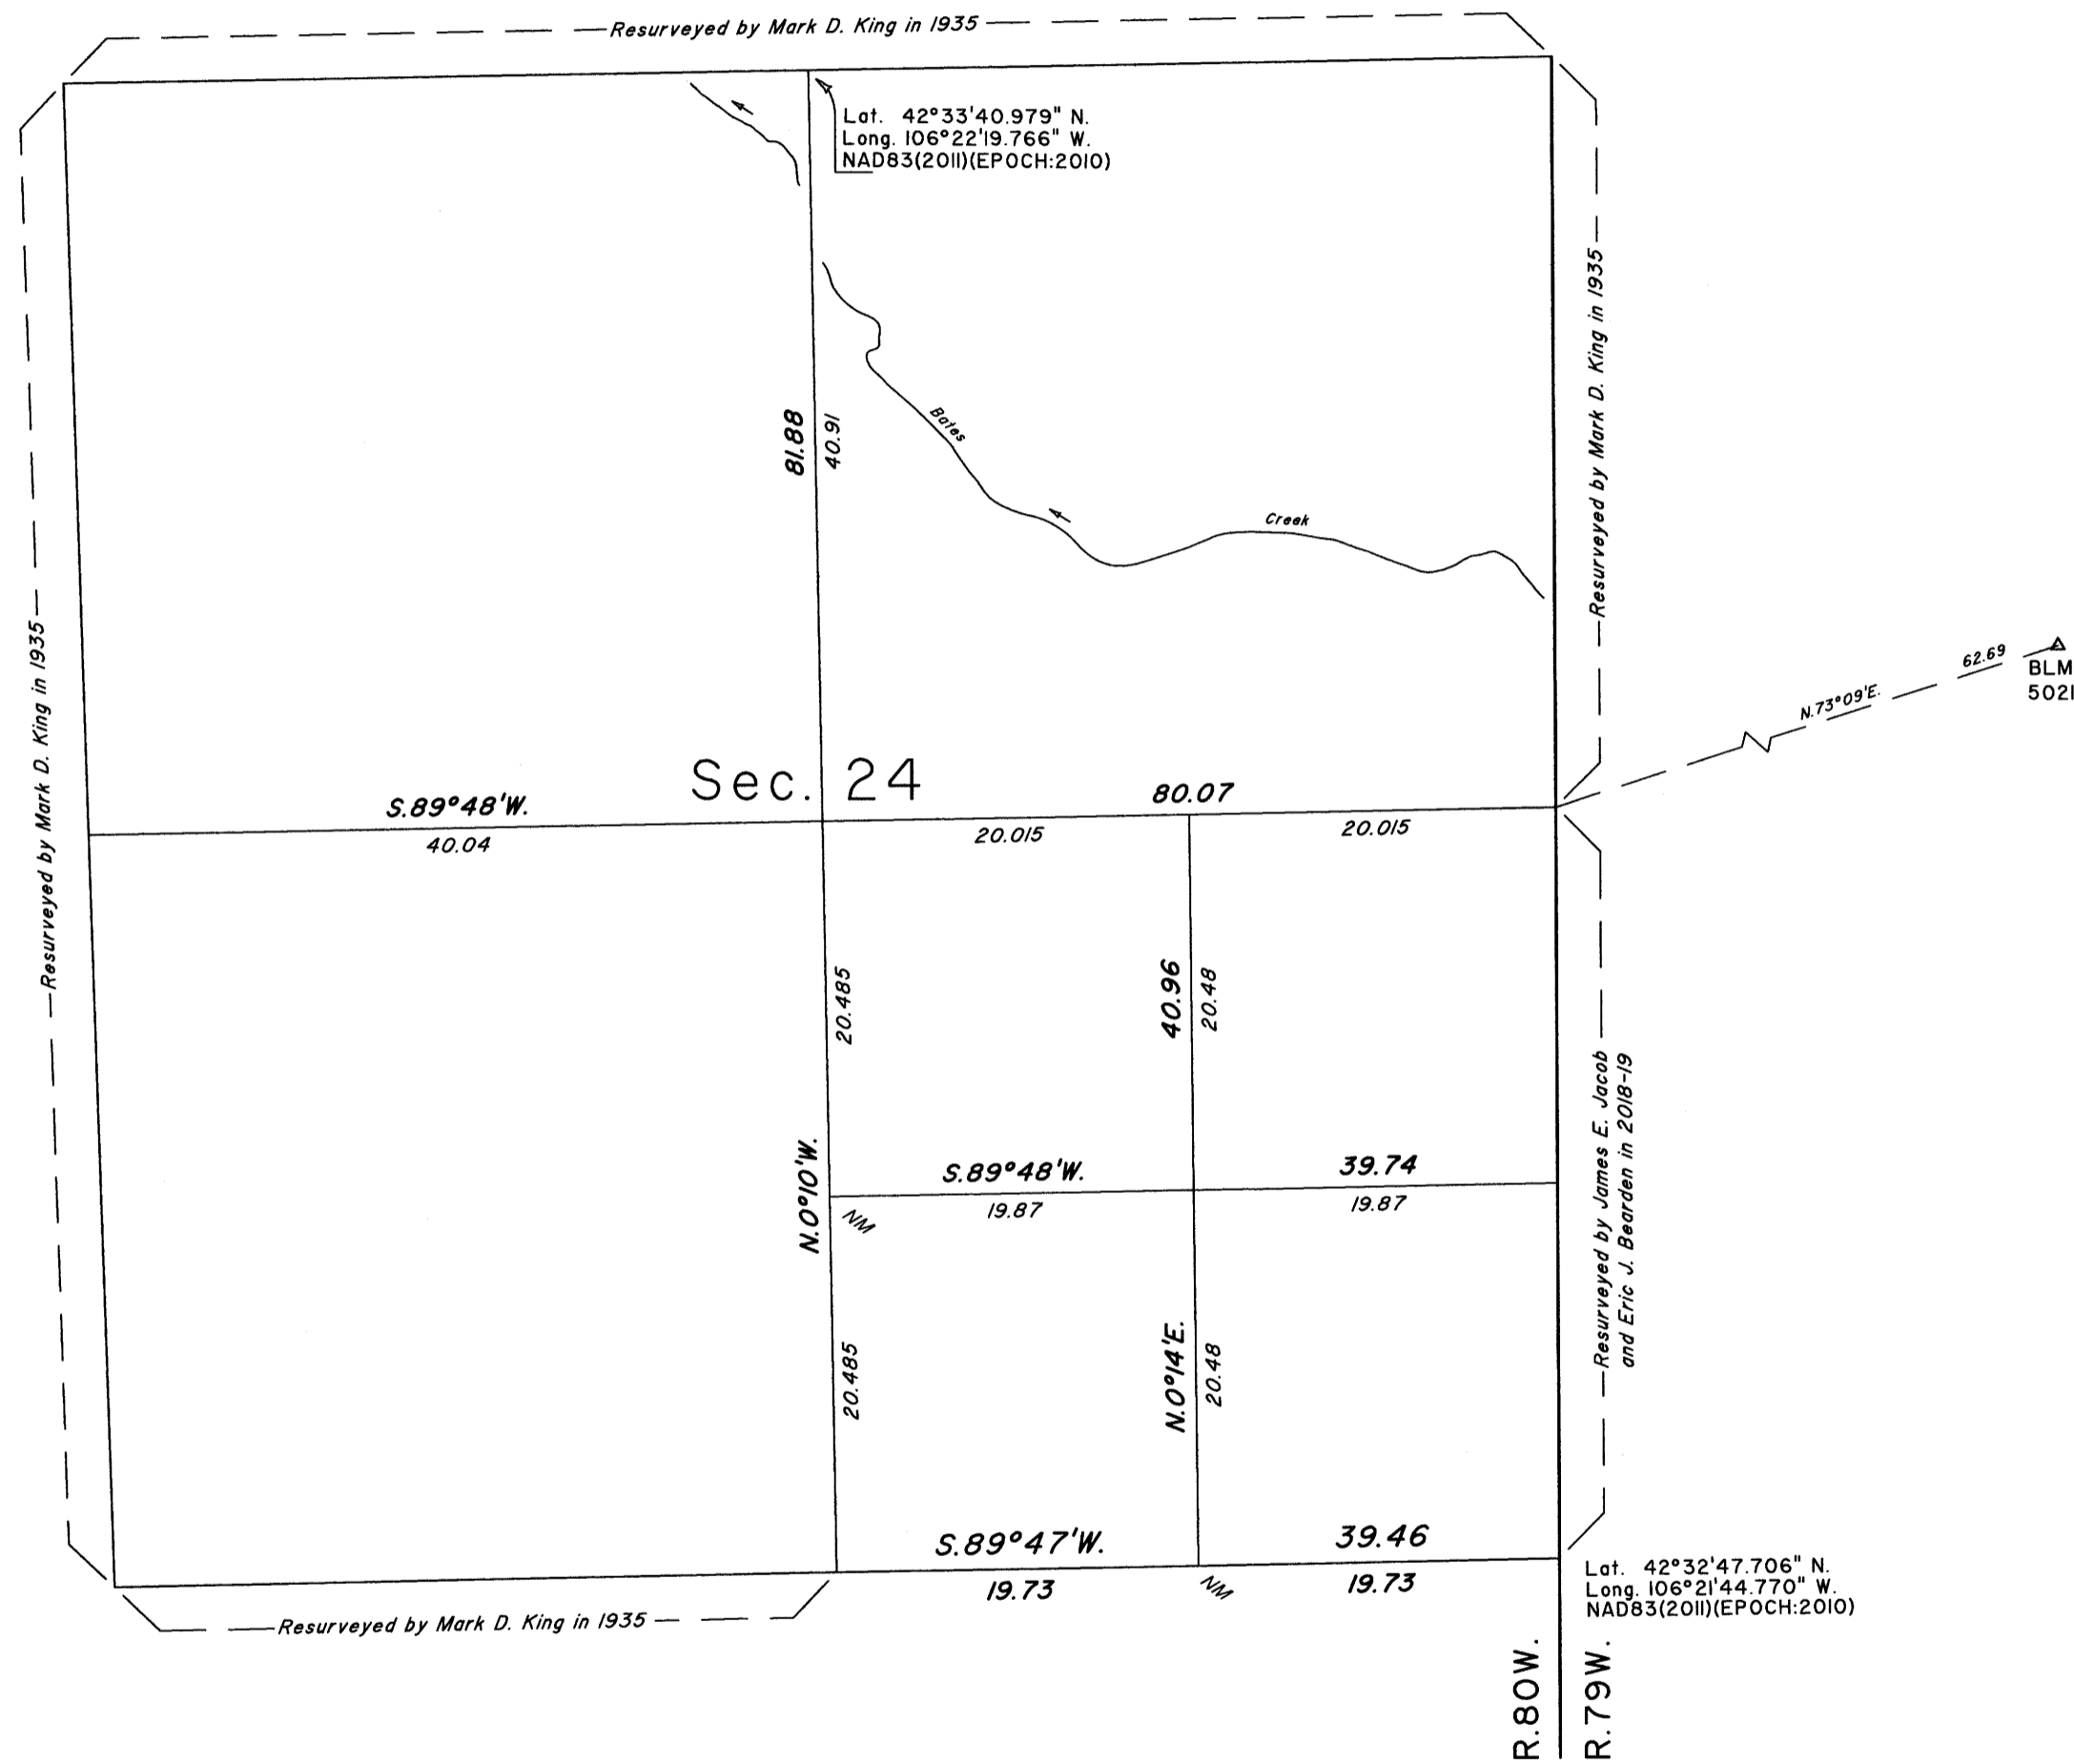 Resurveyed by Mark D. King in 1935
Lat. 42°33'40.979" N.
Long. 106°22'19.766" W.
NAD83(2011)(EPOCH:2010)
Resurveyed by Mark D. King in 1935
Resurveyed by Mark D. King in 1935
81.88
40.91
Bates
Creek
62.69
BLM
5021
N.73°09'E.
Sec. 24
S.89°48'W.
80.07
40.04
20.015
20.015
20.485
40.96
20.48
Resurveyed by James E. Jacob
and Eric J. Bearden in 2018-19
N.0°10'W.
S.89°48'W.
39.74
NM
19.87
19.87
20.485
N.0°14'E.
20.48
S.89°47'W.
39.46
19.73
NM
19.73
Lat. 42°32'47.706" N.
Long. 106°21'44.770" W.
NAD83(2011)(EPOCH:2010)
Resurveyed by Mark D. King in 1935
R.80W.
R.79W.